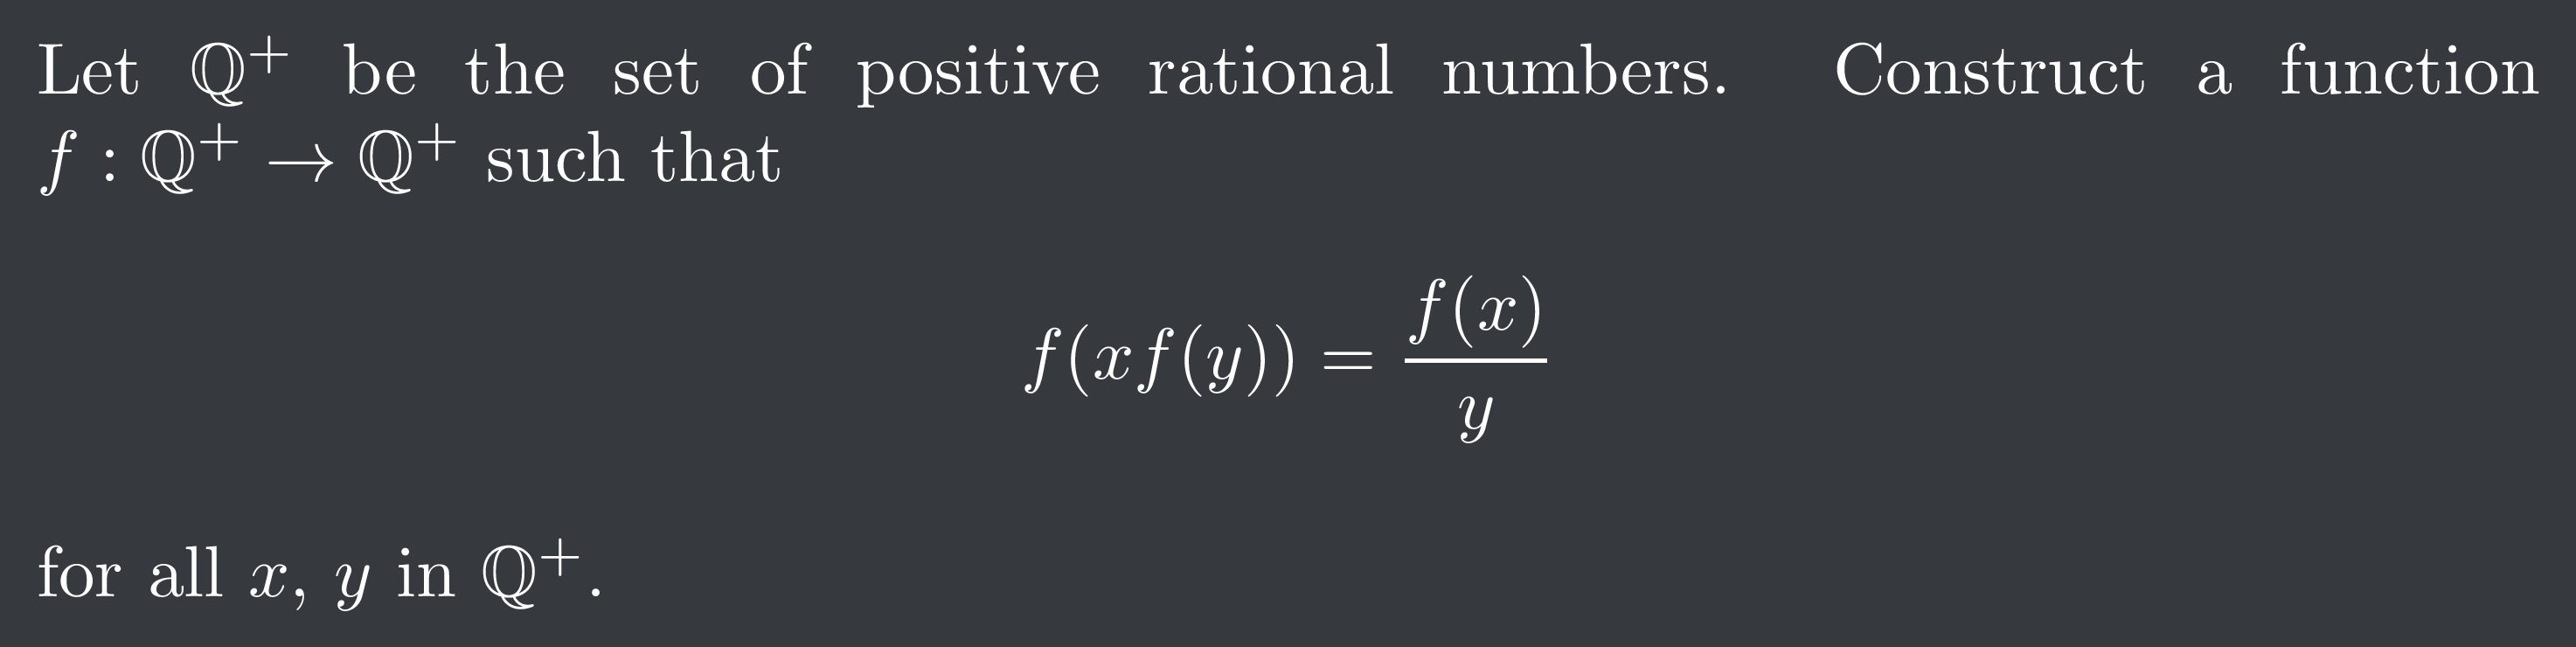 Let ℚ⁺ be the set of positive rational numbers. Construct a function
f : ℚ⁺ → ℚ⁺ such that
f(xf(y)) = f(x)/y
for all x, y in ℚ⁺.